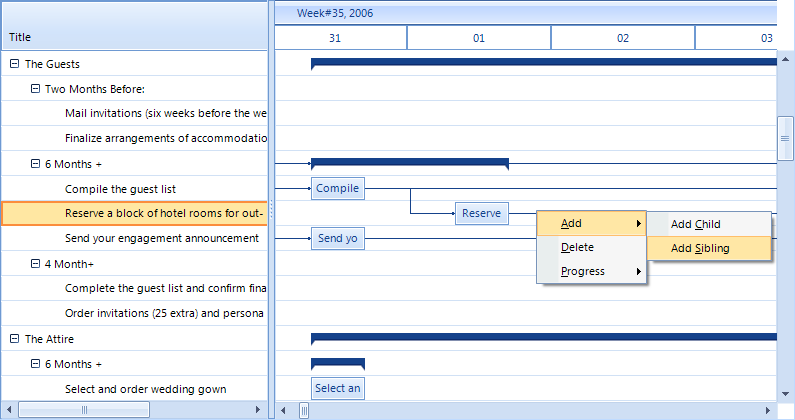 Week#35, 2006
Title
31
01
02
03
The Guests
Two Months Before:
Mail invitations (six weeks before the we
Finalize arrangements of accommodatio
6 Months +
Compile the guest list
Compile
Reserve a block of hotel rooms for out-
Reserve
Add
Add Child
Send your engagement announcement
Send yo
Delete
Add Sibling
4 Month+
Progress
Complete the guest list and confirm fina
Order invitations (25 extra) and persona
The Attire
6 Months +
Select and order wedding gown
Select an